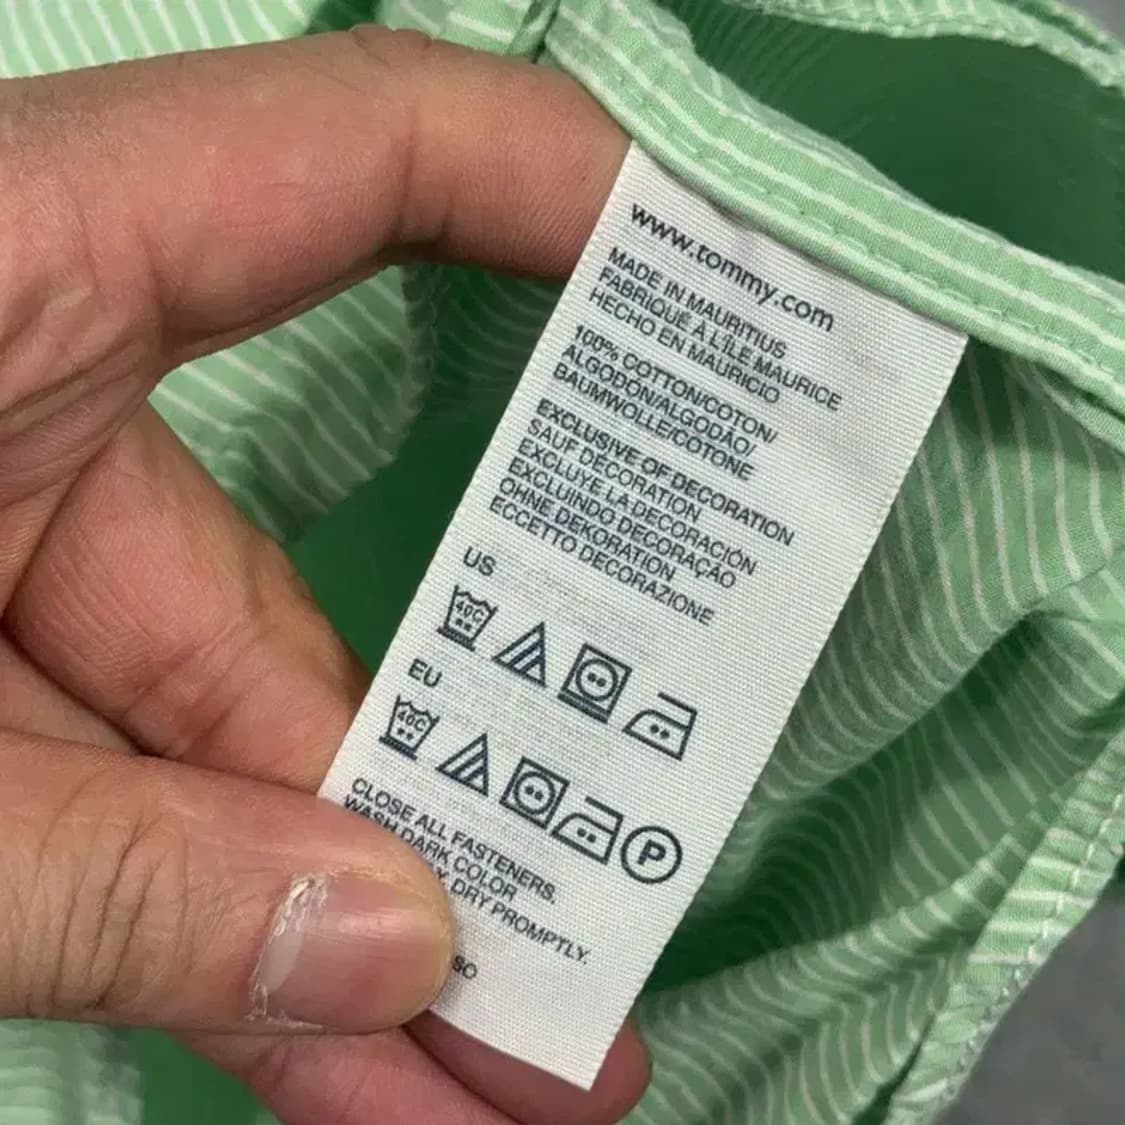 www.tommy.com
MADE IN MAURITIUS
FABRIQUÉ À L'ÎLE MAURICE
HECHO EN MAURICIO
100% COTTON/COTON/
ALGODÓN/ALGODÃO/
BAUMWOLLE/COTONE
EXCLUSIVE OF DECORATION
SAUF DÉCORATION
EXCLUYE LA DECORACIÓN
EXCLUINDO DECORAÇÃO
OHNE DEKORATION
ECCETTO DECORAZIONE
US
40C
EU
40C
P
CLOSE ALL FASTENERS,
WASH DARK COLOR
DRY PROMPTLY.
SO